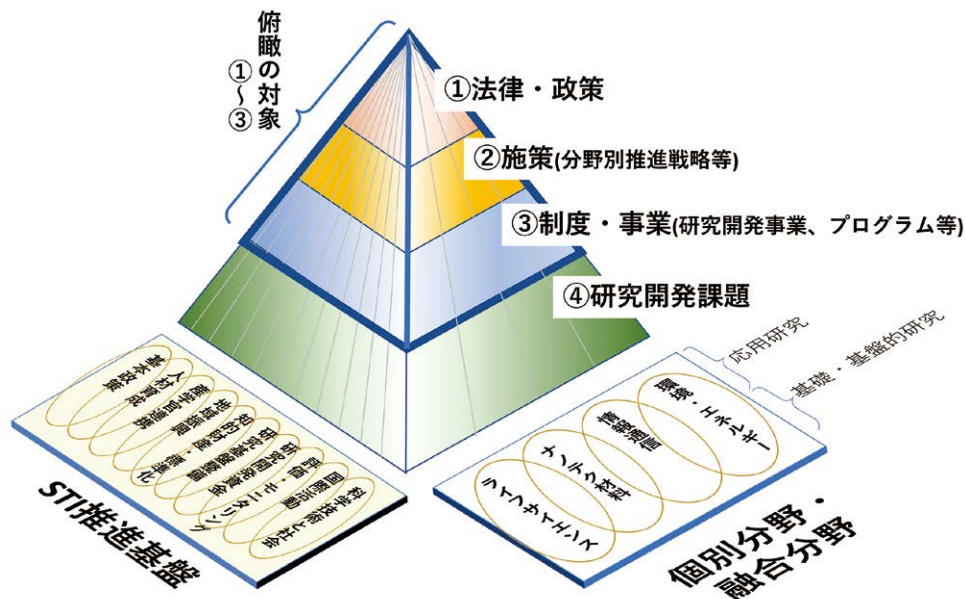 俯瞰の対象
①～③
①法律・政策
②施策(分野別推進戦略等)
③制度・事業(研究開発事業、プログラム等)
④研究開発課題
応用研究
基礎・基盤的研究
基本政策
人材育成
産学官連携
地域振興
知的財産・標準化
研究基盤整備
研究開発資金
評価・モニタリング
国際活動
科学技術と社会
STI推進基盤
環境・エネルギー
情報通信
ナノテク材料
ライフサイエンス
個別分野・
融合分野